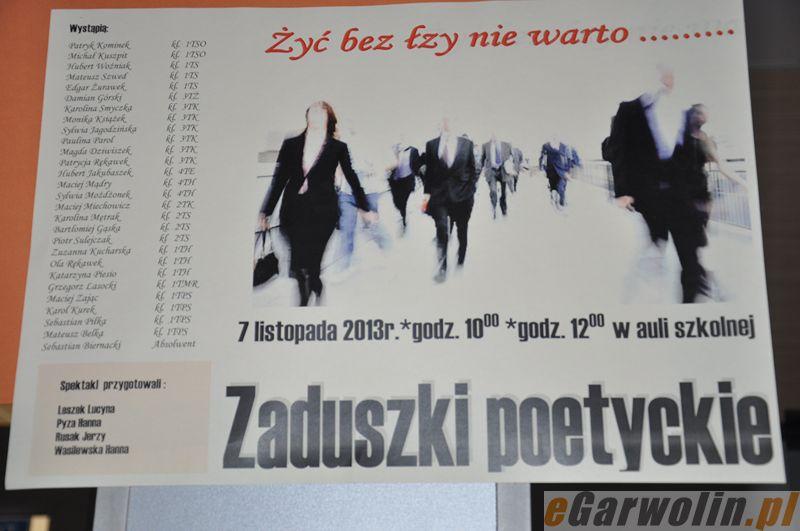 Wystąpią:
Patryk Kominek kl. 1TSO
Michał Kuszpit kl. 1TSO
Hubert Woźniak kl. 1TS
Mateusz Szwed kl. 1TS
Edgar Żurawek kl. 1TS
Damian Górski kl. 3TŻ
Karolina Smyczka kl. 3TK
Monika Książek kl. 3TK
Sylwia Jagodzińska kl. 3TK
Paulina Parol kl. 3TK
Magda Dziwiszek kl. 3TK
Patrycja Rękawek kl. 3TK
Hubert Jakubaszek kl. 4TE
Maciej Mądry kl. 4TH
Sylwia Możdżonek kl. 4TH
Maciej Miechowicz kl. 2TK
Karolina Mętrak kl. 2TS
Bartłomiej Gąska kl. 2TS
Piotr Sulejczak kl. 2TS
Zuzanna Kucharska kl. 1TH
Ola Rękawek kl. 1TH
Katarzyna Piesio kl. 1TH
Grzegorz Lasocki kl. 1TMR
Maciej Zając kl. 1TPS
Karol Kurek kl. 1TPS
Sebastian Piłka kl. 1TPS
Mateusz Bełka kl. 1TPS
Sebastian Biernacki Absolwent
Spektakl przygotowali :
Leszek Lucyna
Pyza Hanna
Rusak Jerzy
Wasilewska Hanna
Żyć bez łzy nie warto .........
7 listopada 2013r.*godz. 10⁰⁰ *godz. 12⁰⁰ w auli szkolnej
Zaduszki poetyckie
eGarwolin.pl